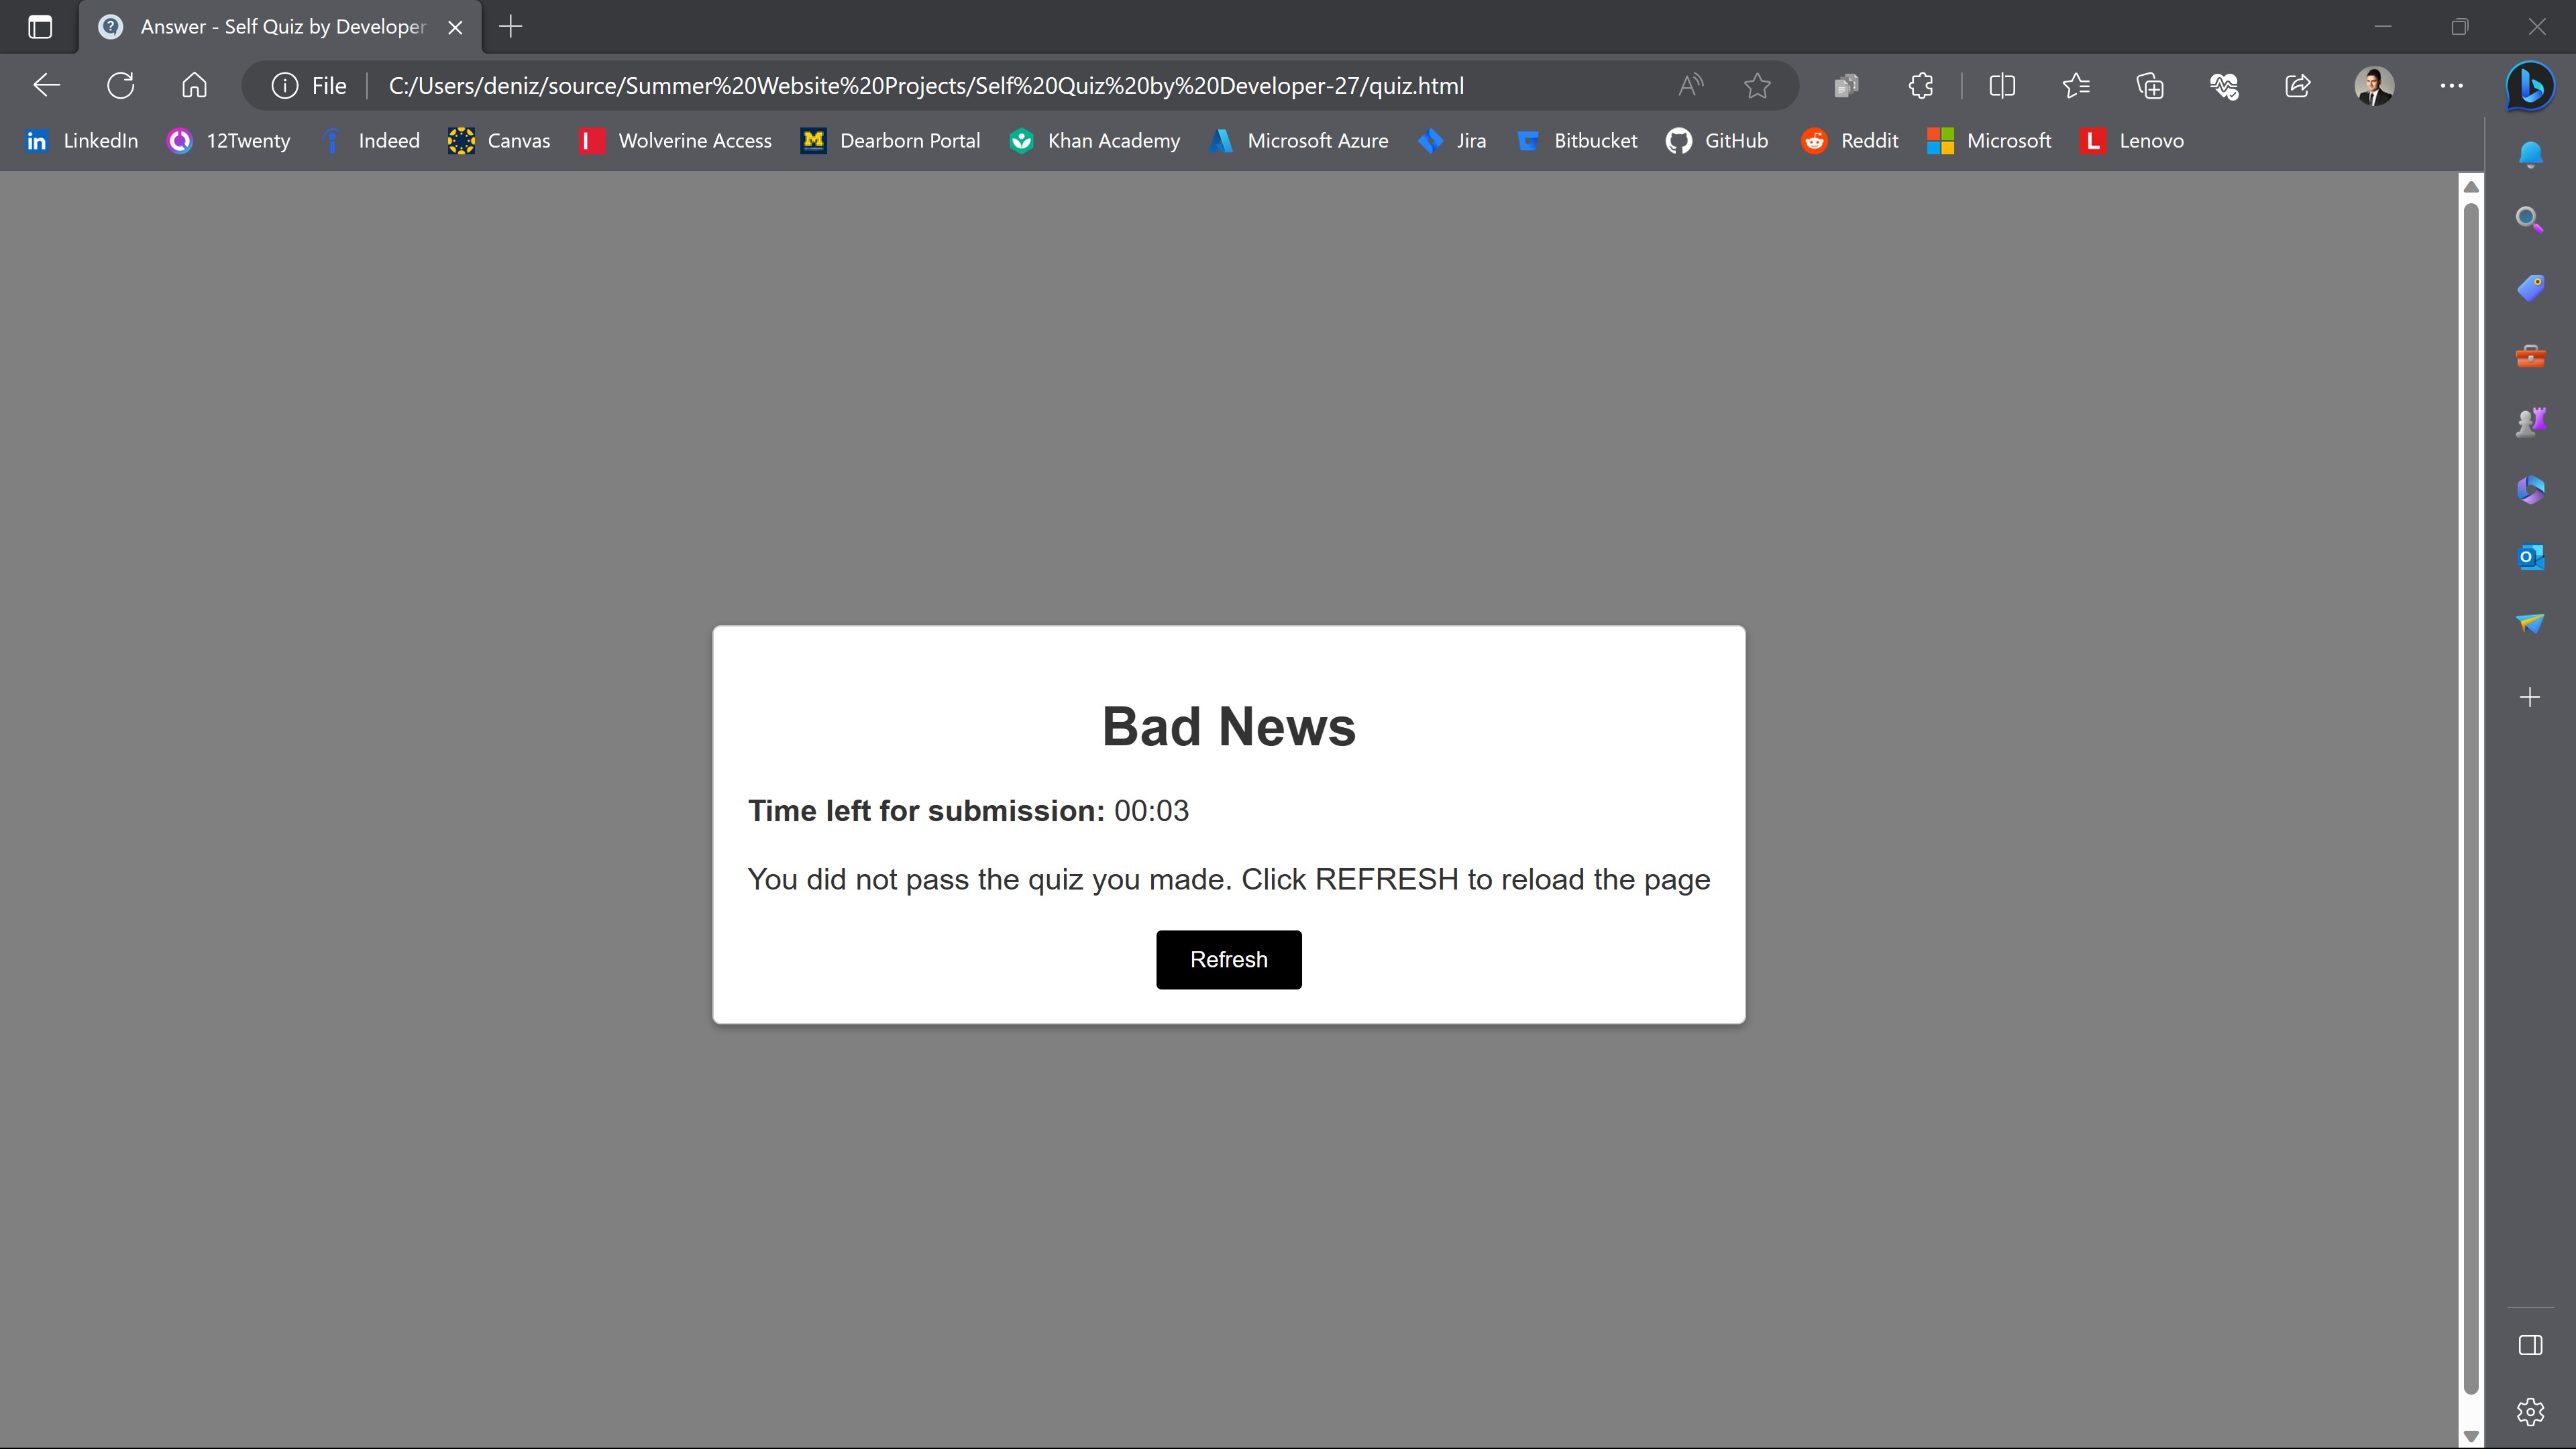 Answer - Self Quiz by Developer
File
C:/Users/deniz/source/Summer%20Website%20Projects/Self%20Quiz%20by%20Developer-27/quiz.html
LinkedIn 12Twenty Indeed Canvas Wolverine Access Dearborn Portal Khan Academy Microsoft Azure Jira Bitbucket GitHub Reddit Microsoft Lenovo
Bad News
Time left for submission: 00:03
You did not pass the quiz you made. Click REFRESH to reload the page
Refresh